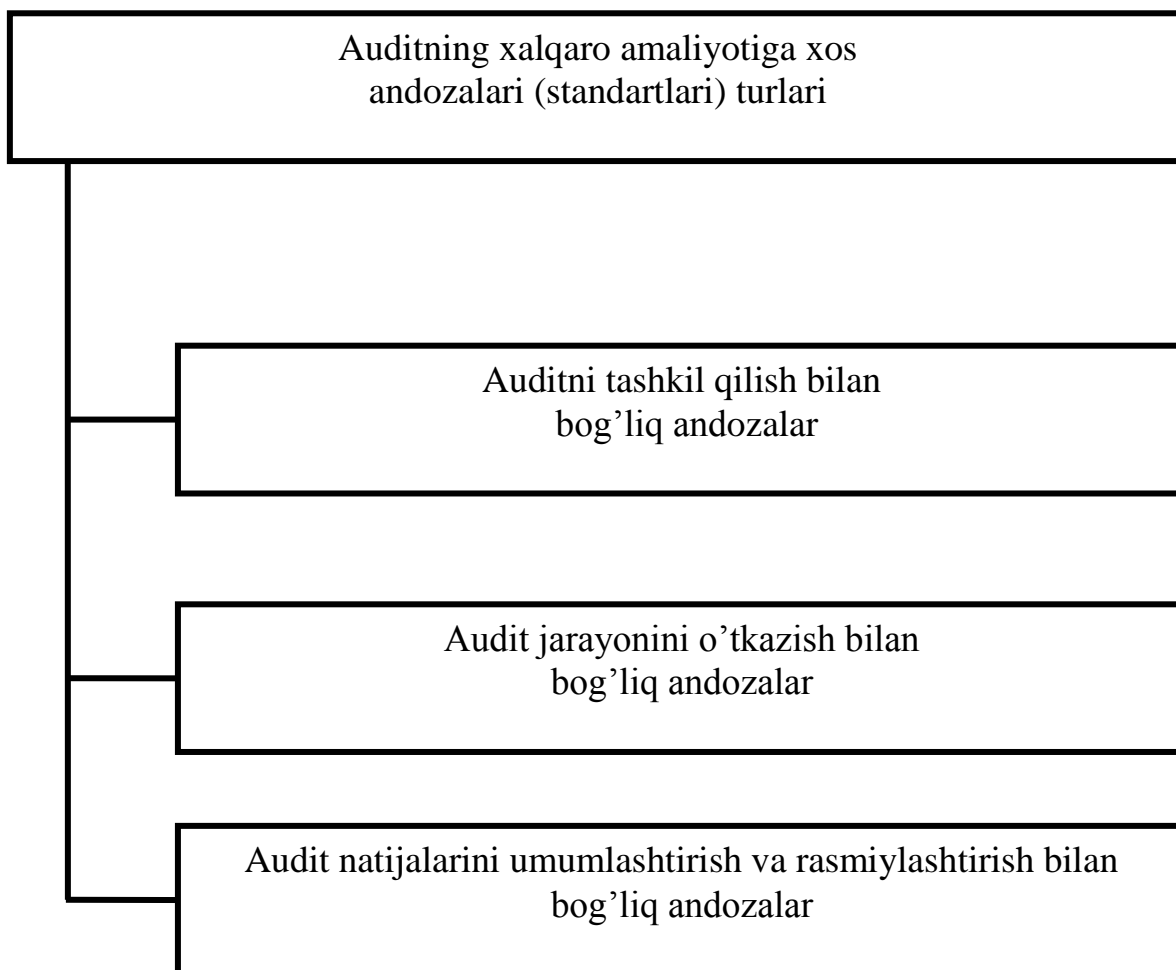 Auditning xalqaro amaliyotiga xos
andozalari (standartlari) turlari
Auditni tashkil qilish bilan
bog’liq andozalar
Audit jarayonini o’tkazish bilan
bog’liq andozalar
Audit natijalarini umumlashtirish va rasmiylashtirish bilan
bog’liq andozalar